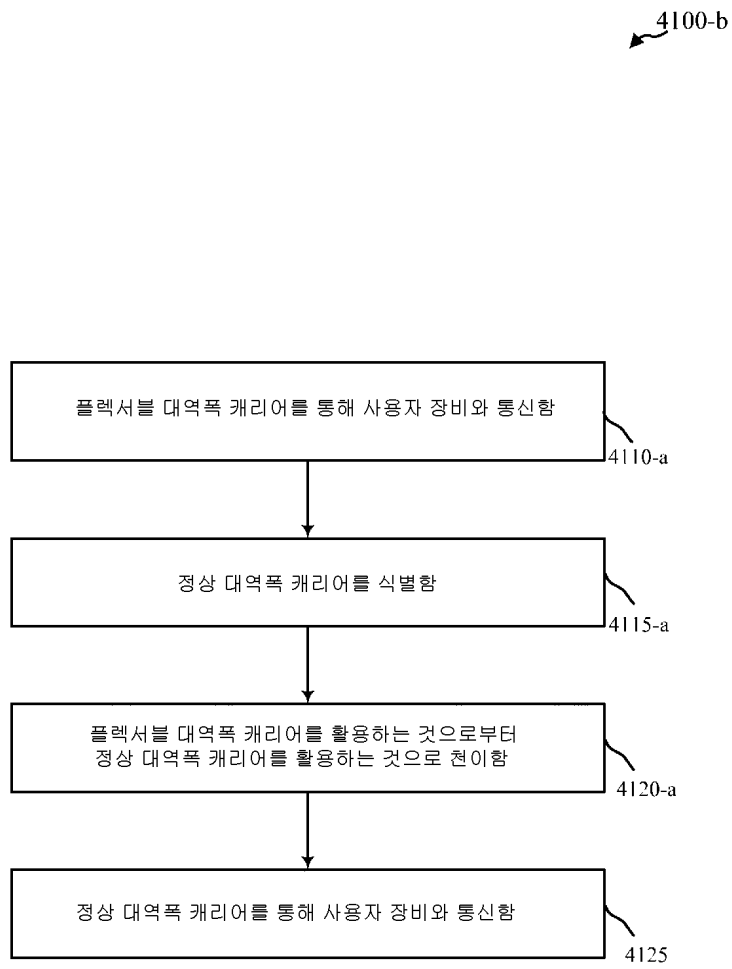 4100-b
플렉서블 대역폭 캐리어를 통해 사용자 장비와 통신함
4110-a
정상 대역폭 캐리어를 식별함
4115-a
플렉서블 대역폭 캐리어를 활용하는 것으로부터
정상 대역폭 캐리어를 활용하는 것으로 천이함
4120-a
정상 대역폭 캐리어를 통해 사용자 장비와 통신함
4125